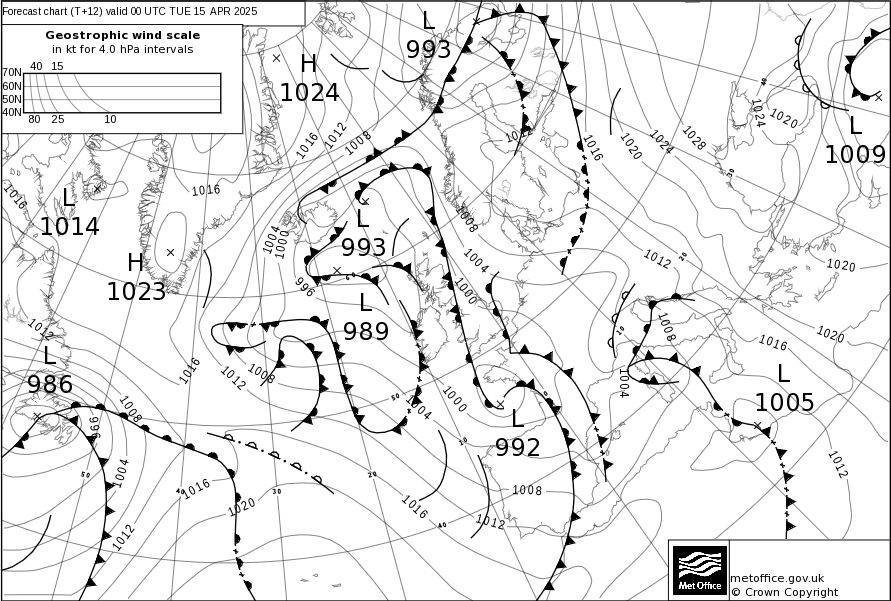 Forecast chart (T+12) valid 00 UTC TUE 15 APR 2025
Geostrophic wind scale
in kt for 4.0 hPa intervals
40 15
70N
60N
50N
40N
80 25 10
L
993
H
1024
L
1009
L
1014
H
1023
L
993
L
989
L
986
L
992
L
1005
1016
1012
1008
1016
1016
1004
1000
996
1012
1016
1012
1008
1008
996
1004
1012
1016
1020
1004
1000
1016
1012
1008
1008
1004
1000
1016
1020
1024
1028
1024
1020
1012
1020
1020
1016
1008
1004
1012
50
40
30
20
10
40
50
60
10
20
30
40
metoffice.gov.uk
© Crown Copyright
Met Office